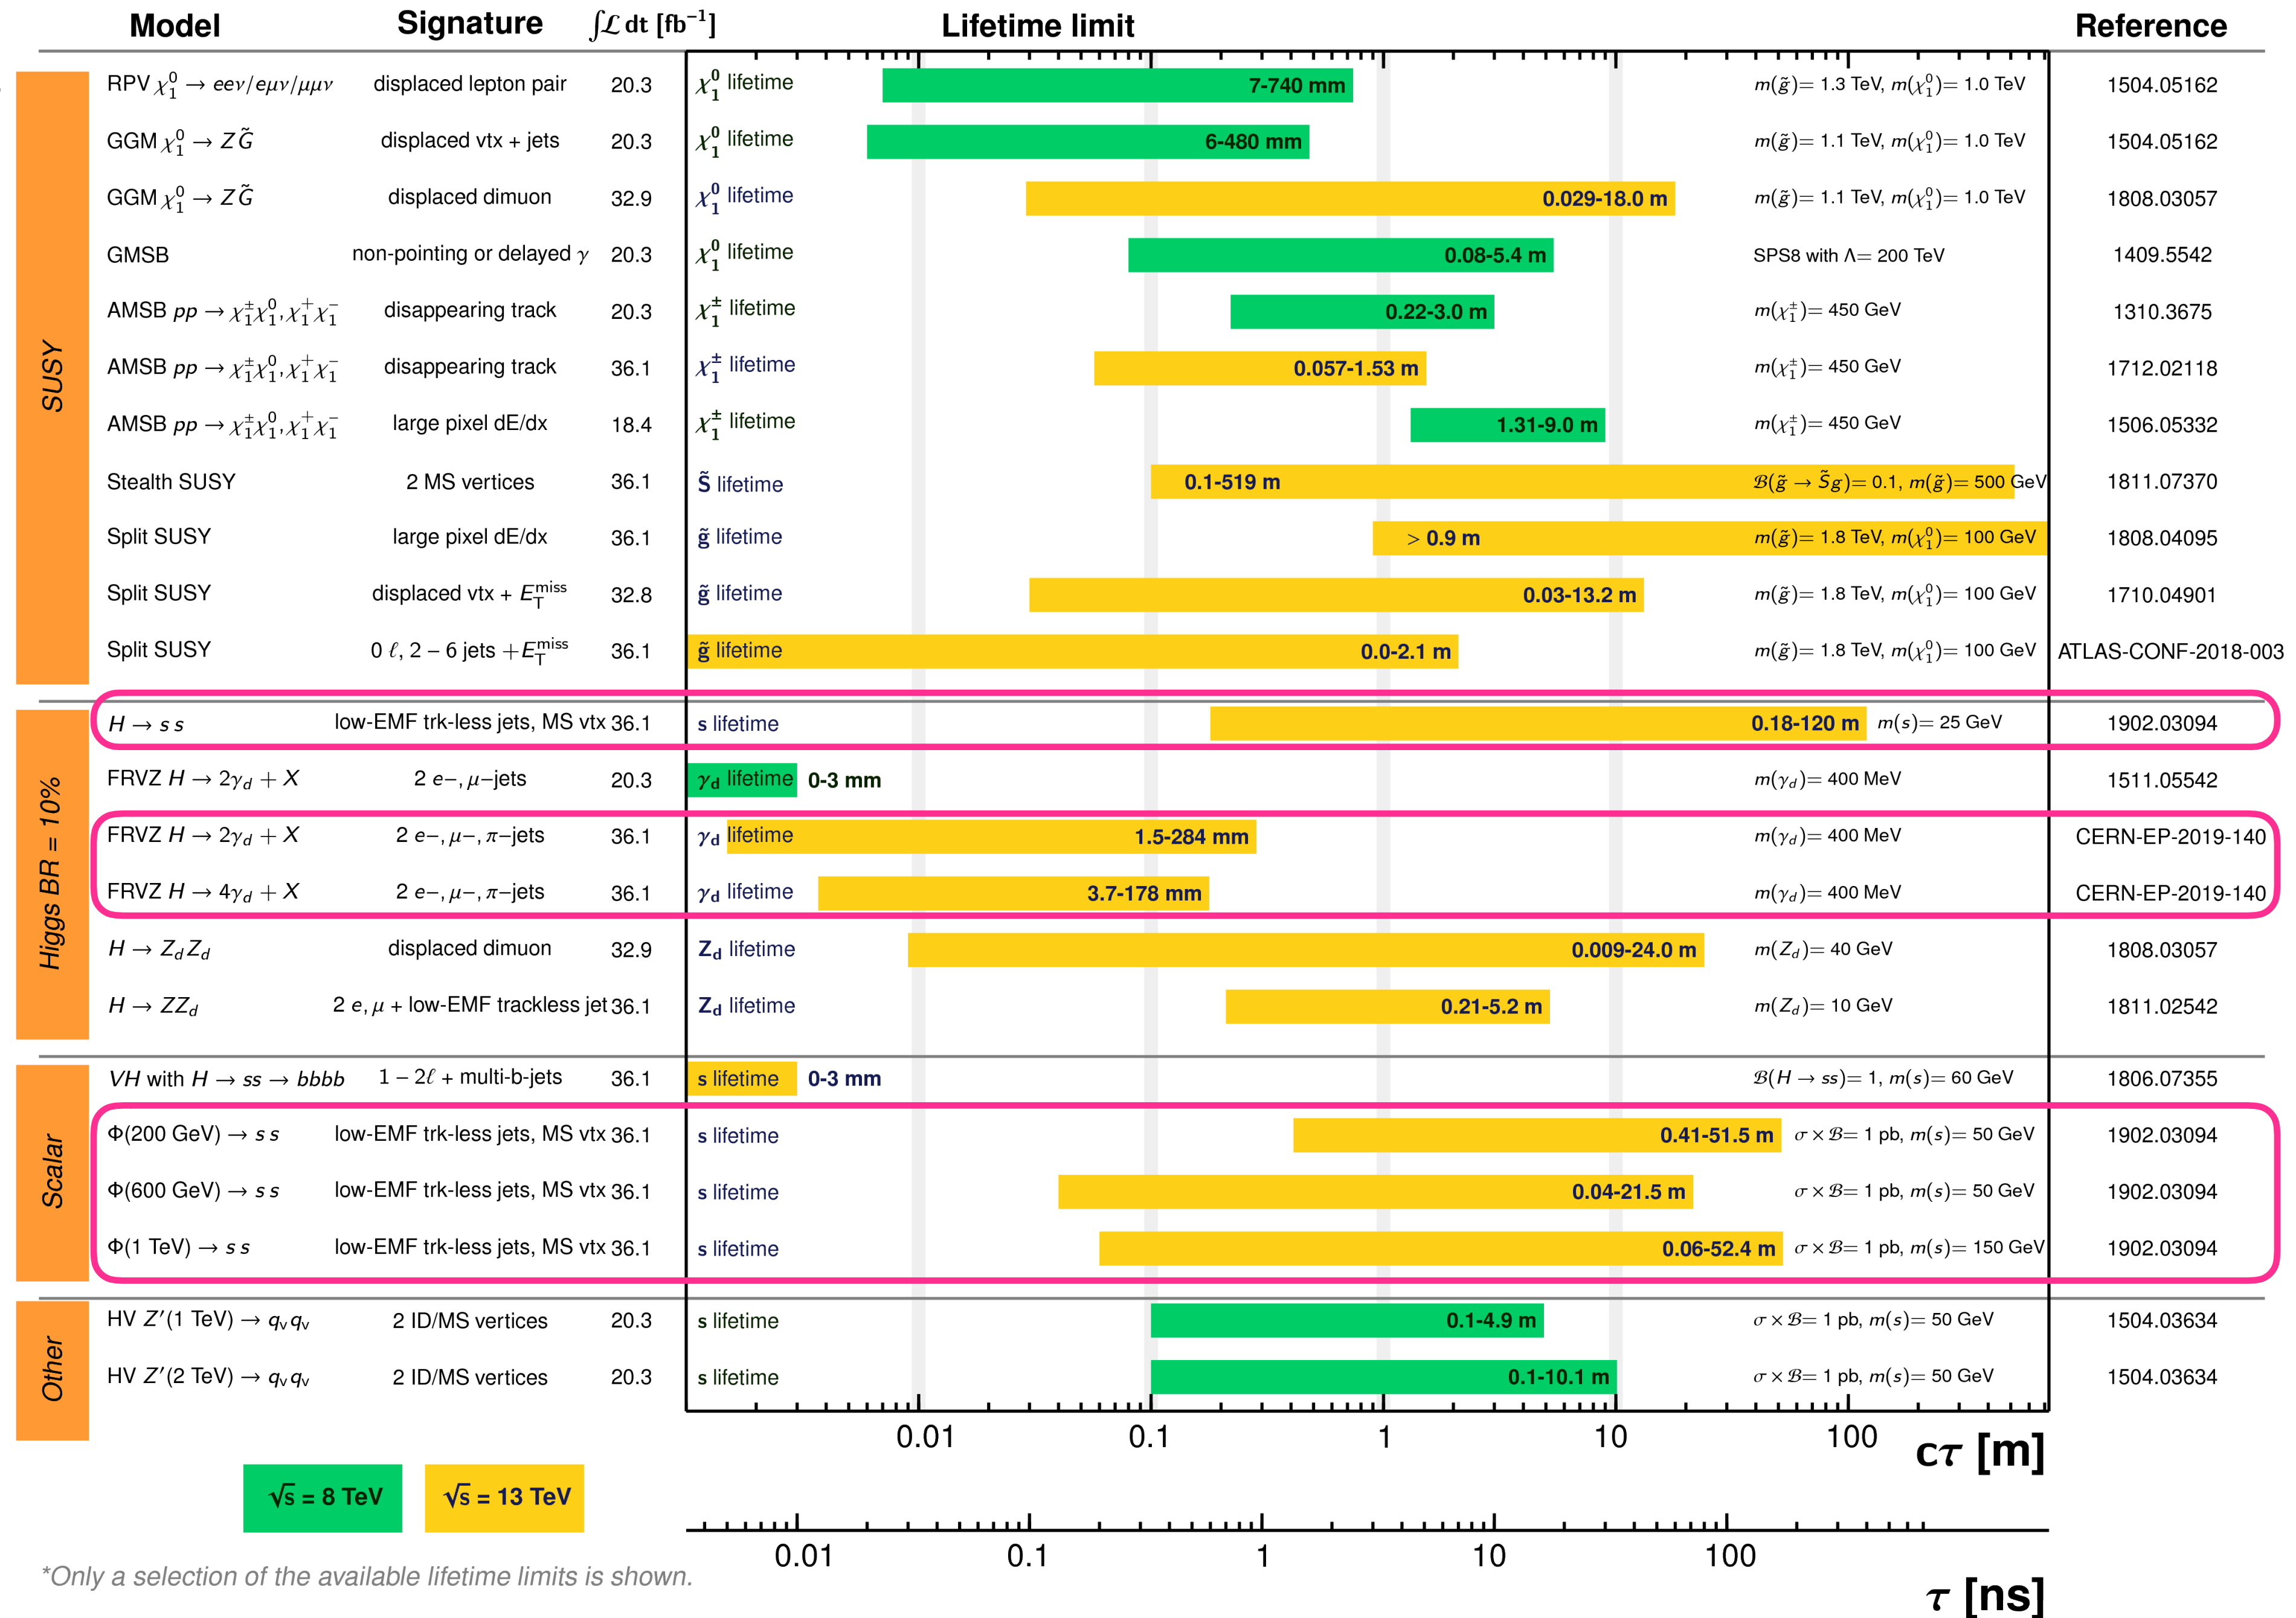 Model Signature ∫ℒ dt [fb⁻¹] Lifetime limit Reference
SUSY
RPV χ₁⁰ → eeν/eμν/μμν displaced lepton pair 20.3 χ₁⁰ lifetime 7-740 mm m(g̃)= 1.3 TeV, m(χ₁⁰)= 1.0 TeV 1504.05162
GGM χ₁⁰ → ZG̃ displaced vtx + jets 20.3 χ₁⁰ lifetime 6-480 mm m(g̃)= 1.1 TeV, m(χ₁⁰)= 1.0 TeV 1504.05162
GGM χ₁⁰ → ZG̃ displaced dimuon 32.9 χ₁⁰ lifetime 0.029-18.0 m m(g̃)= 1.1 TeV, m(χ₁⁰)= 1.0 TeV 1808.03057
GMSB non-pointing or delayed γ 20.3 χ₁⁰ lifetime 0.08-5.4 m SPS8 with Λ= 200 TeV 1409.5542
AMSB pp → χ₁±χ₁⁰, χ₁⁺χ₁⁻ disappearing track 20.3 χ₁± lifetime 0.22-3.0 m m(χ₁±)= 450 GeV 1310.3675
AMSB pp → χ₁±χ₁⁰, χ₁⁺χ₁⁻ disappearing track 36.1 χ₁± lifetime 0.057-1.53 m m(χ₁±)= 450 GeV 1712.02118
AMSB pp → χ₁±χ₁⁰, χ₁⁺χ₁⁻ large pixel dE/dx 18.4 χ₁± lifetime 1.31-9.0 m m(χ₁±)= 450 GeV 1506.05332
Stealth SUSY 2 MS vertices 36.1 S̃ lifetime 0.1-519 m ℬ(g̃ → S̃g)= 0.1, m(g̃)= 500 GeV 1811.07370
Split SUSY large pixel dE/dx 36.1 g̃ lifetime > 0.9 m m(g̃)= 1.8 TeV, m(χ₁⁰)= 100 GeV 1808.04095
Split SUSY displaced vtx + E_T^miss 32.8 g̃ lifetime 0.03-13.2 m m(g̃)= 1.8 TeV, m(χ₁⁰)= 100 GeV 1710.04901
Split SUSY 0 ℓ, 2 − 6 jets +E_T^miss 36.1 g̃ lifetime 0.0-2.1 m m(g̃)= 1.8 TeV, m(χ₁⁰)= 100 GeV ATLAS-CONF-2018-003
Higgs BR = 10%
H → s s low-EMF trk-less jets, MS vtx 36.1 s lifetime 0.18-120 m m(s)= 25 GeV 1902.03094
FRVZ H → 2γ_d + X 2 e−, μ−jets 20.3 γ_d lifetime 0-3 mm m(γ_d)= 400 MeV 1511.05542
FRVZ H → 2γ_d + X 2 e−, μ−, π−jets 36.1 γ_d lifetime 1.5-284 mm m(γ_d)= 400 MeV CERN-EP-2019-140
FRVZ H → 4γ_d + X 2 e−, μ−, π−jets 36.1 γ_d lifetime 3.7-178 mm m(γ_d)= 400 MeV CERN-EP-2019-140
H → Z_d Z_d displaced dimuon 32.9 Z_d lifetime 0.009-24.0 m m(Z_d)= 40 GeV 1808.03057
H → ZZ_d 2 e, μ + low-EMF trackless jet 36.1 Z_d lifetime 0.21-5.2 m m(Z_d)= 10 GeV 1811.02542
Scalar
VH with H → ss → bbbb 1 − 2ℓ + multi-b-jets 36.1 s lifetime 0-3 mm ℬ(H → ss)= 1, m(s)= 60 GeV 1806.07355
Φ(200 GeV) → s s low-EMF trk-less jets, MS vtx 36.1 s lifetime 0.41-51.5 m σ × ℬ= 1 pb, m(s)= 50 GeV 1902.03094
Φ(600 GeV) → s s low-EMF trk-less jets, MS vtx 36.1 s lifetime 0.04-21.5 m σ × ℬ= 1 pb, m(s)= 50 GeV 1902.03094
Φ(1 TeV) → s s low-EMF trk-less jets, MS vtx 36.1 s lifetime 0.06-52.4 m σ × ℬ= 1 pb, m(s)= 150 GeV 1902.03094
Other
HV Z′(1 TeV) → q_v q_v 2 ID/MS vertices 20.3 s lifetime 0.1-4.9 m σ × ℬ= 1 pb, m(s)= 50 GeV 1504.03634
HV Z′(2 TeV) → q_v q_v 2 ID/MS vertices 20.3 s lifetime 0.1-10.1 m σ × ℬ= 1 pb, m(s)= 50 GeV 1504.03634
0.01 0.1 1 10 100
cτ [m]
√s = 8 TeV √s = 13 TeV
0.01 0.1 1 10 100
τ [ns]
*Only a selection of the available lifetime limits is shown.